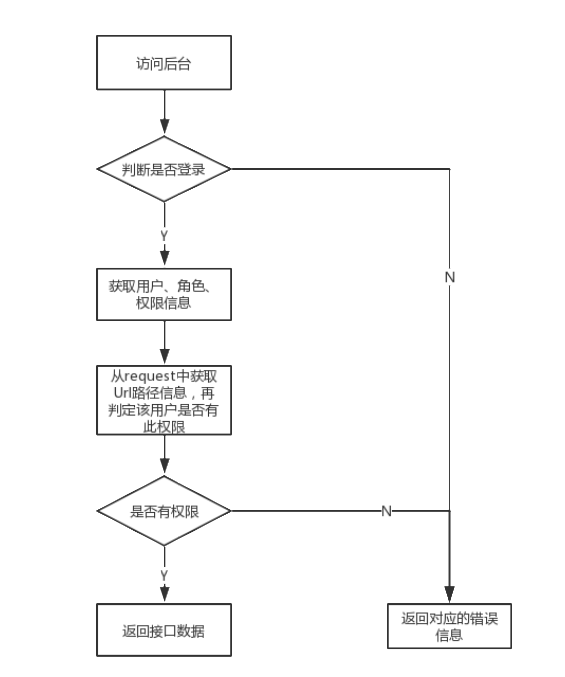 访问后台
判断是否登录
Y
N
获取用户、角色、
权限信息
从request中获取
Url路径信息，再
判定该用户是否有
此权限
是否有权限
N
Y
返回接口数据
返回对应的错误
信息